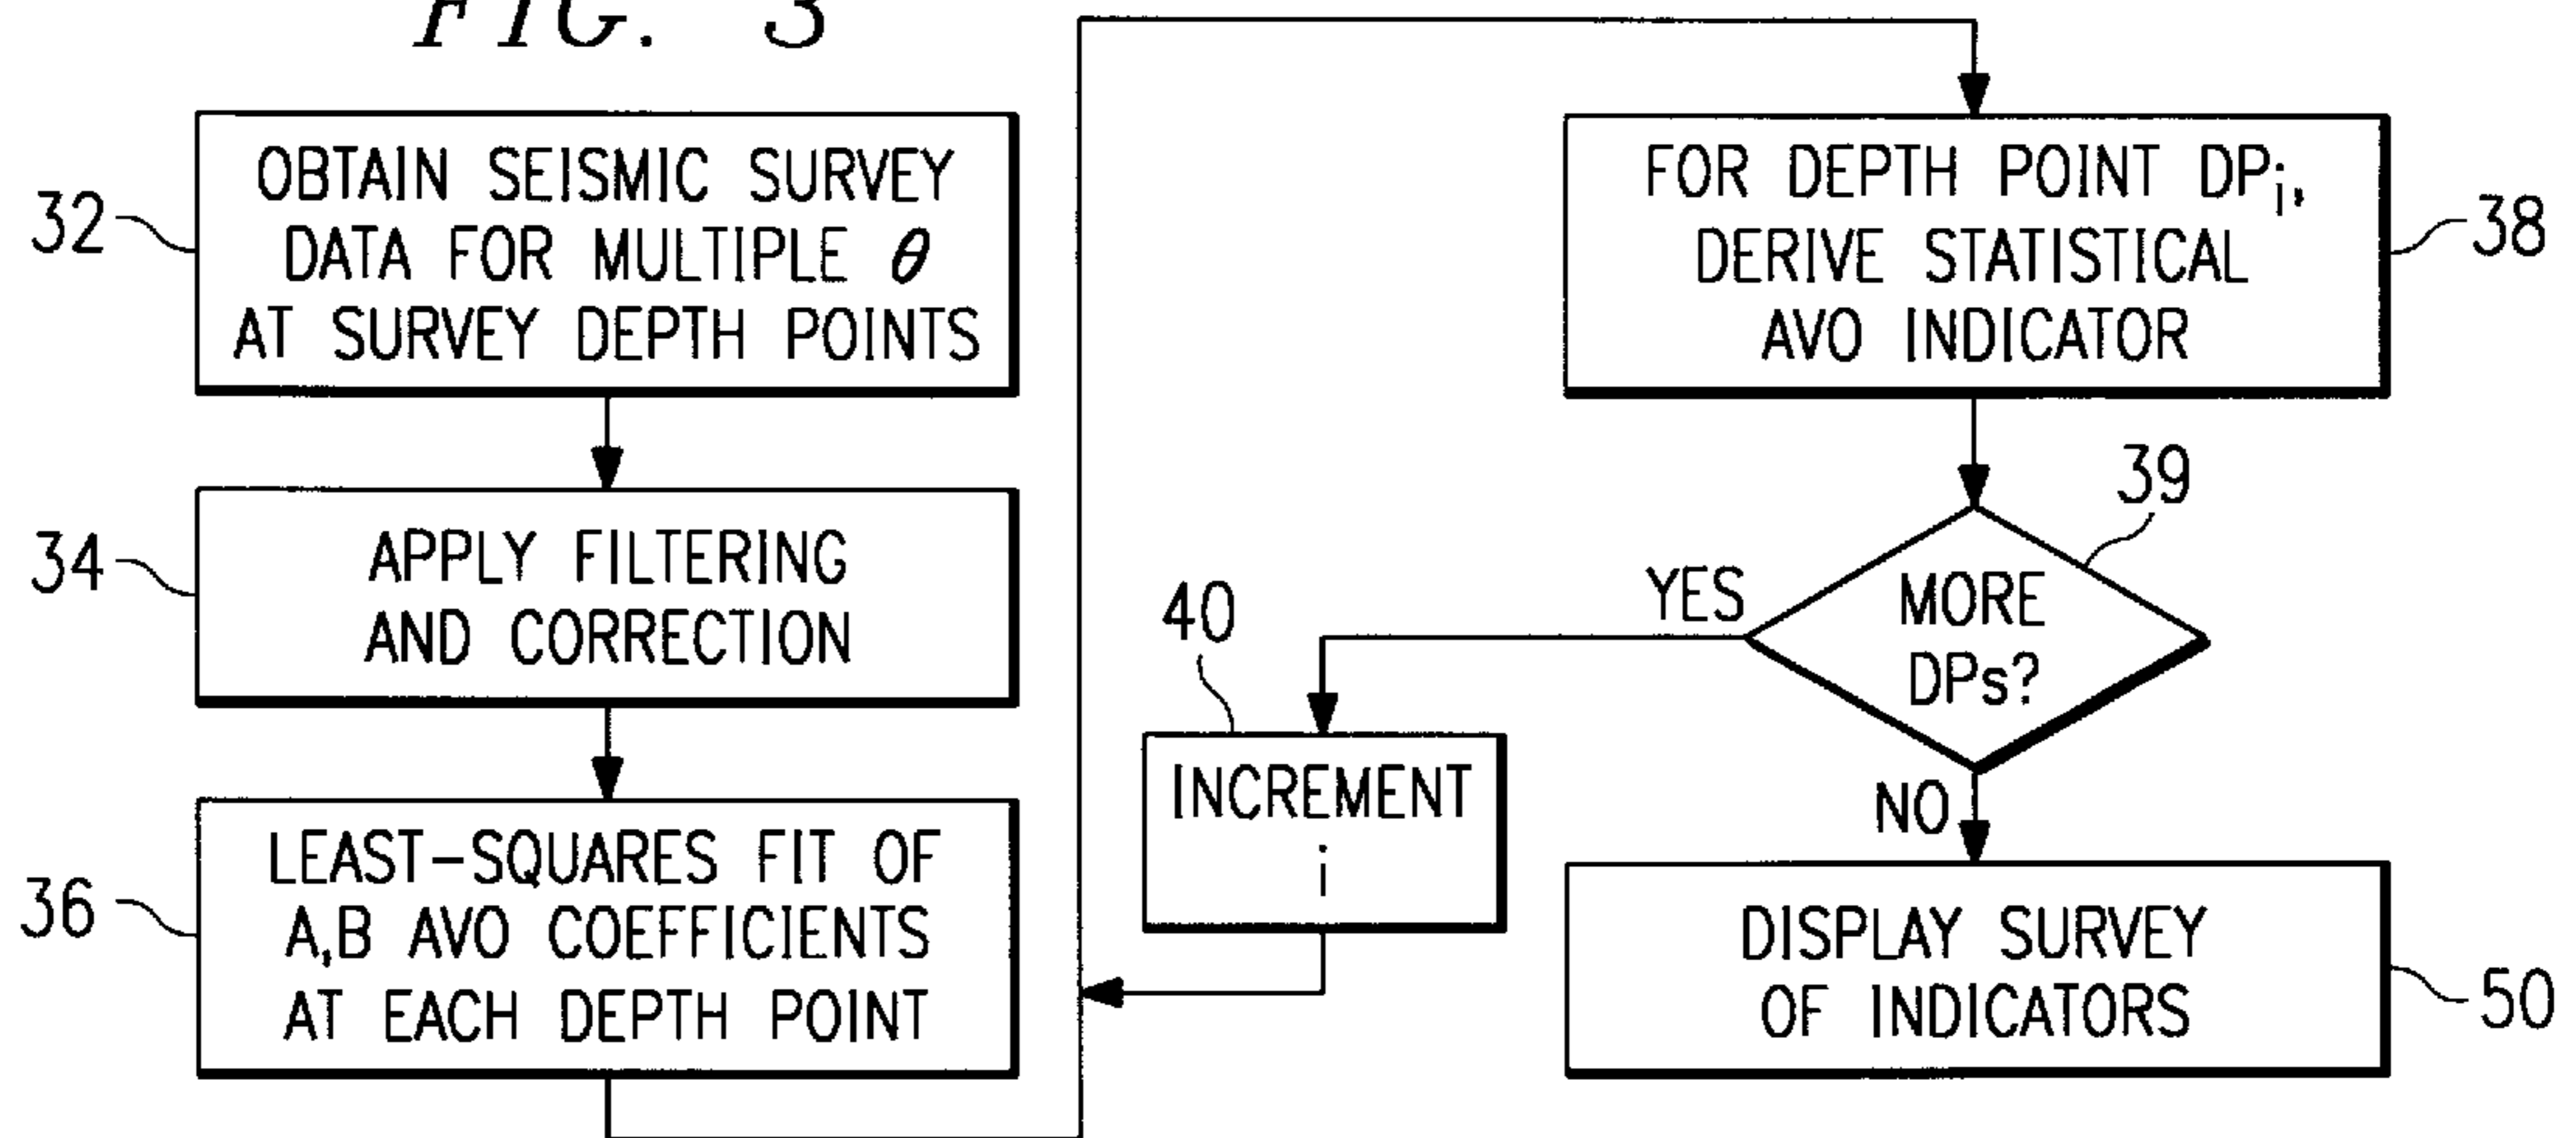 FIG. 3
32
OBTAIN SEISMIC SURVEY
DATA FOR MULTIPLE θ
AT SURVEY DEPTH POINTS
34
APPLY FILTERING
AND CORRECTION
36
LEAST-SQUARES FIT OF
A,B AVO COEFFICIENTS
AT EACH DEPTH POINT
FOR DEPTH POINT DPi,
DERIVE STATISTICAL
AVO INDICATOR
38
39
MORE
DPs?
YES
40
INCREMENT
i
NO
DISPLAY SURVEY
OF INDICATORS
50